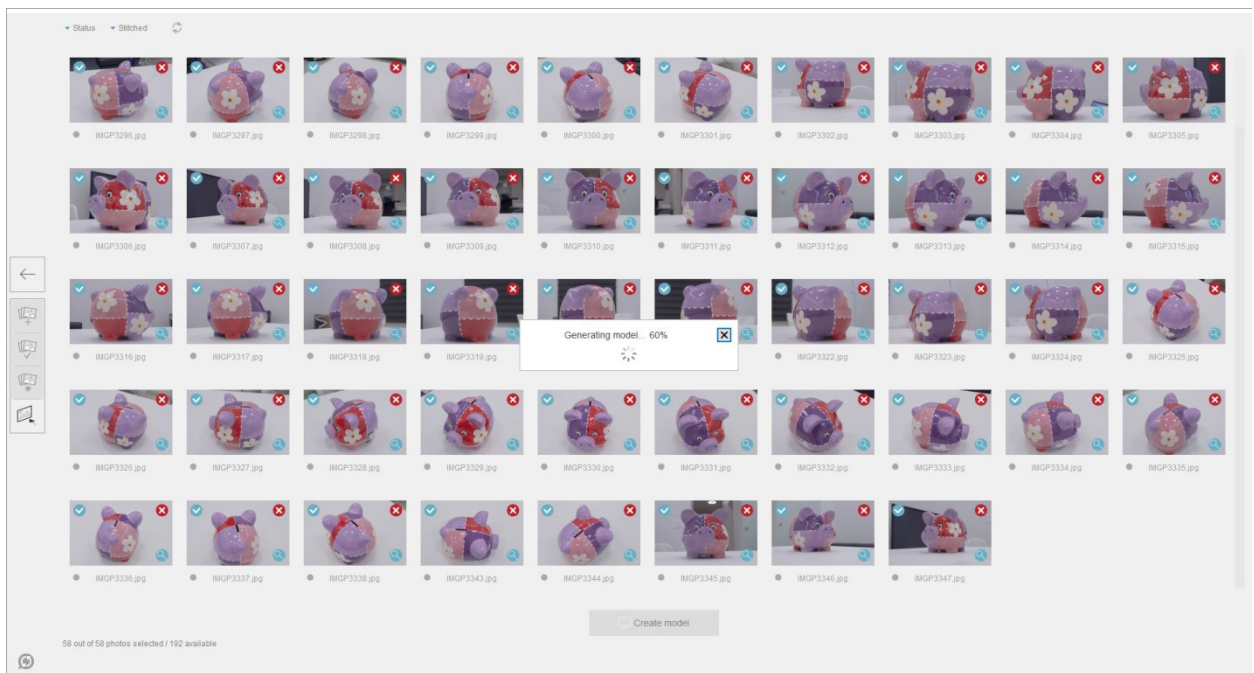 Status Stitched
IMGP3296.jpg IMGP3297.jpg IMGP3298.jpg IMGP3299.jpg IMGP3300.jpg IMGP3301.jpg IMGP3302.jpg IMGP3303.jpg IMGP3304.jpg IMGP3305.jpg
IMGP3306.jpg IMGP3307.jpg IMGP3308.jpg IMGP3309.jpg IMGP3310.jpg IMGP3311.jpg IMGP3312.jpg IMGP3313.jpg IMGP3314.jpg IMGP3315.jpg
Generating model... 60%
IMGP3316.jpg IMGP3317.jpg IMGP3318.jpg IMGP3319.jpg IMGP3322.jpg IMGP3323.jpg IMGP3324.jpg IMGP3325.jpg
IMGP3326.jpg IMGP3327.jpg IMGP3328.jpg IMGP3329.jpg IMGP3330.jpg IMGP3331.jpg IMGP3332.jpg IMGP3333.jpg IMGP3334.jpg IMGP3335.jpg
IMGP3336.jpg IMGP3337.jpg IMGP3338.jpg IMGP3343.jpg IMGP3344.jpg IMGP3345.jpg IMGP3346.jpg IMGP3347.jpg
Create model
58 out of 58 photos selected / 192 available